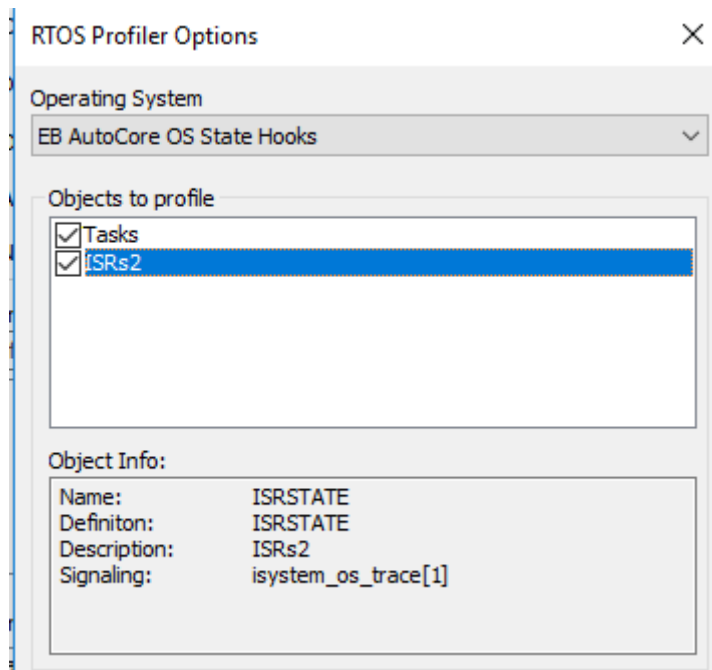 RTOS Profiler Options
Operating System
EB AutoCore OS State Hooks
Objects to profile
Tasks
ISRs2
Object Info:
Name: ISRSTATE
Definiton: ISRSTATE
Description: ISRs2
Signaling: isystem_os_trace[1]